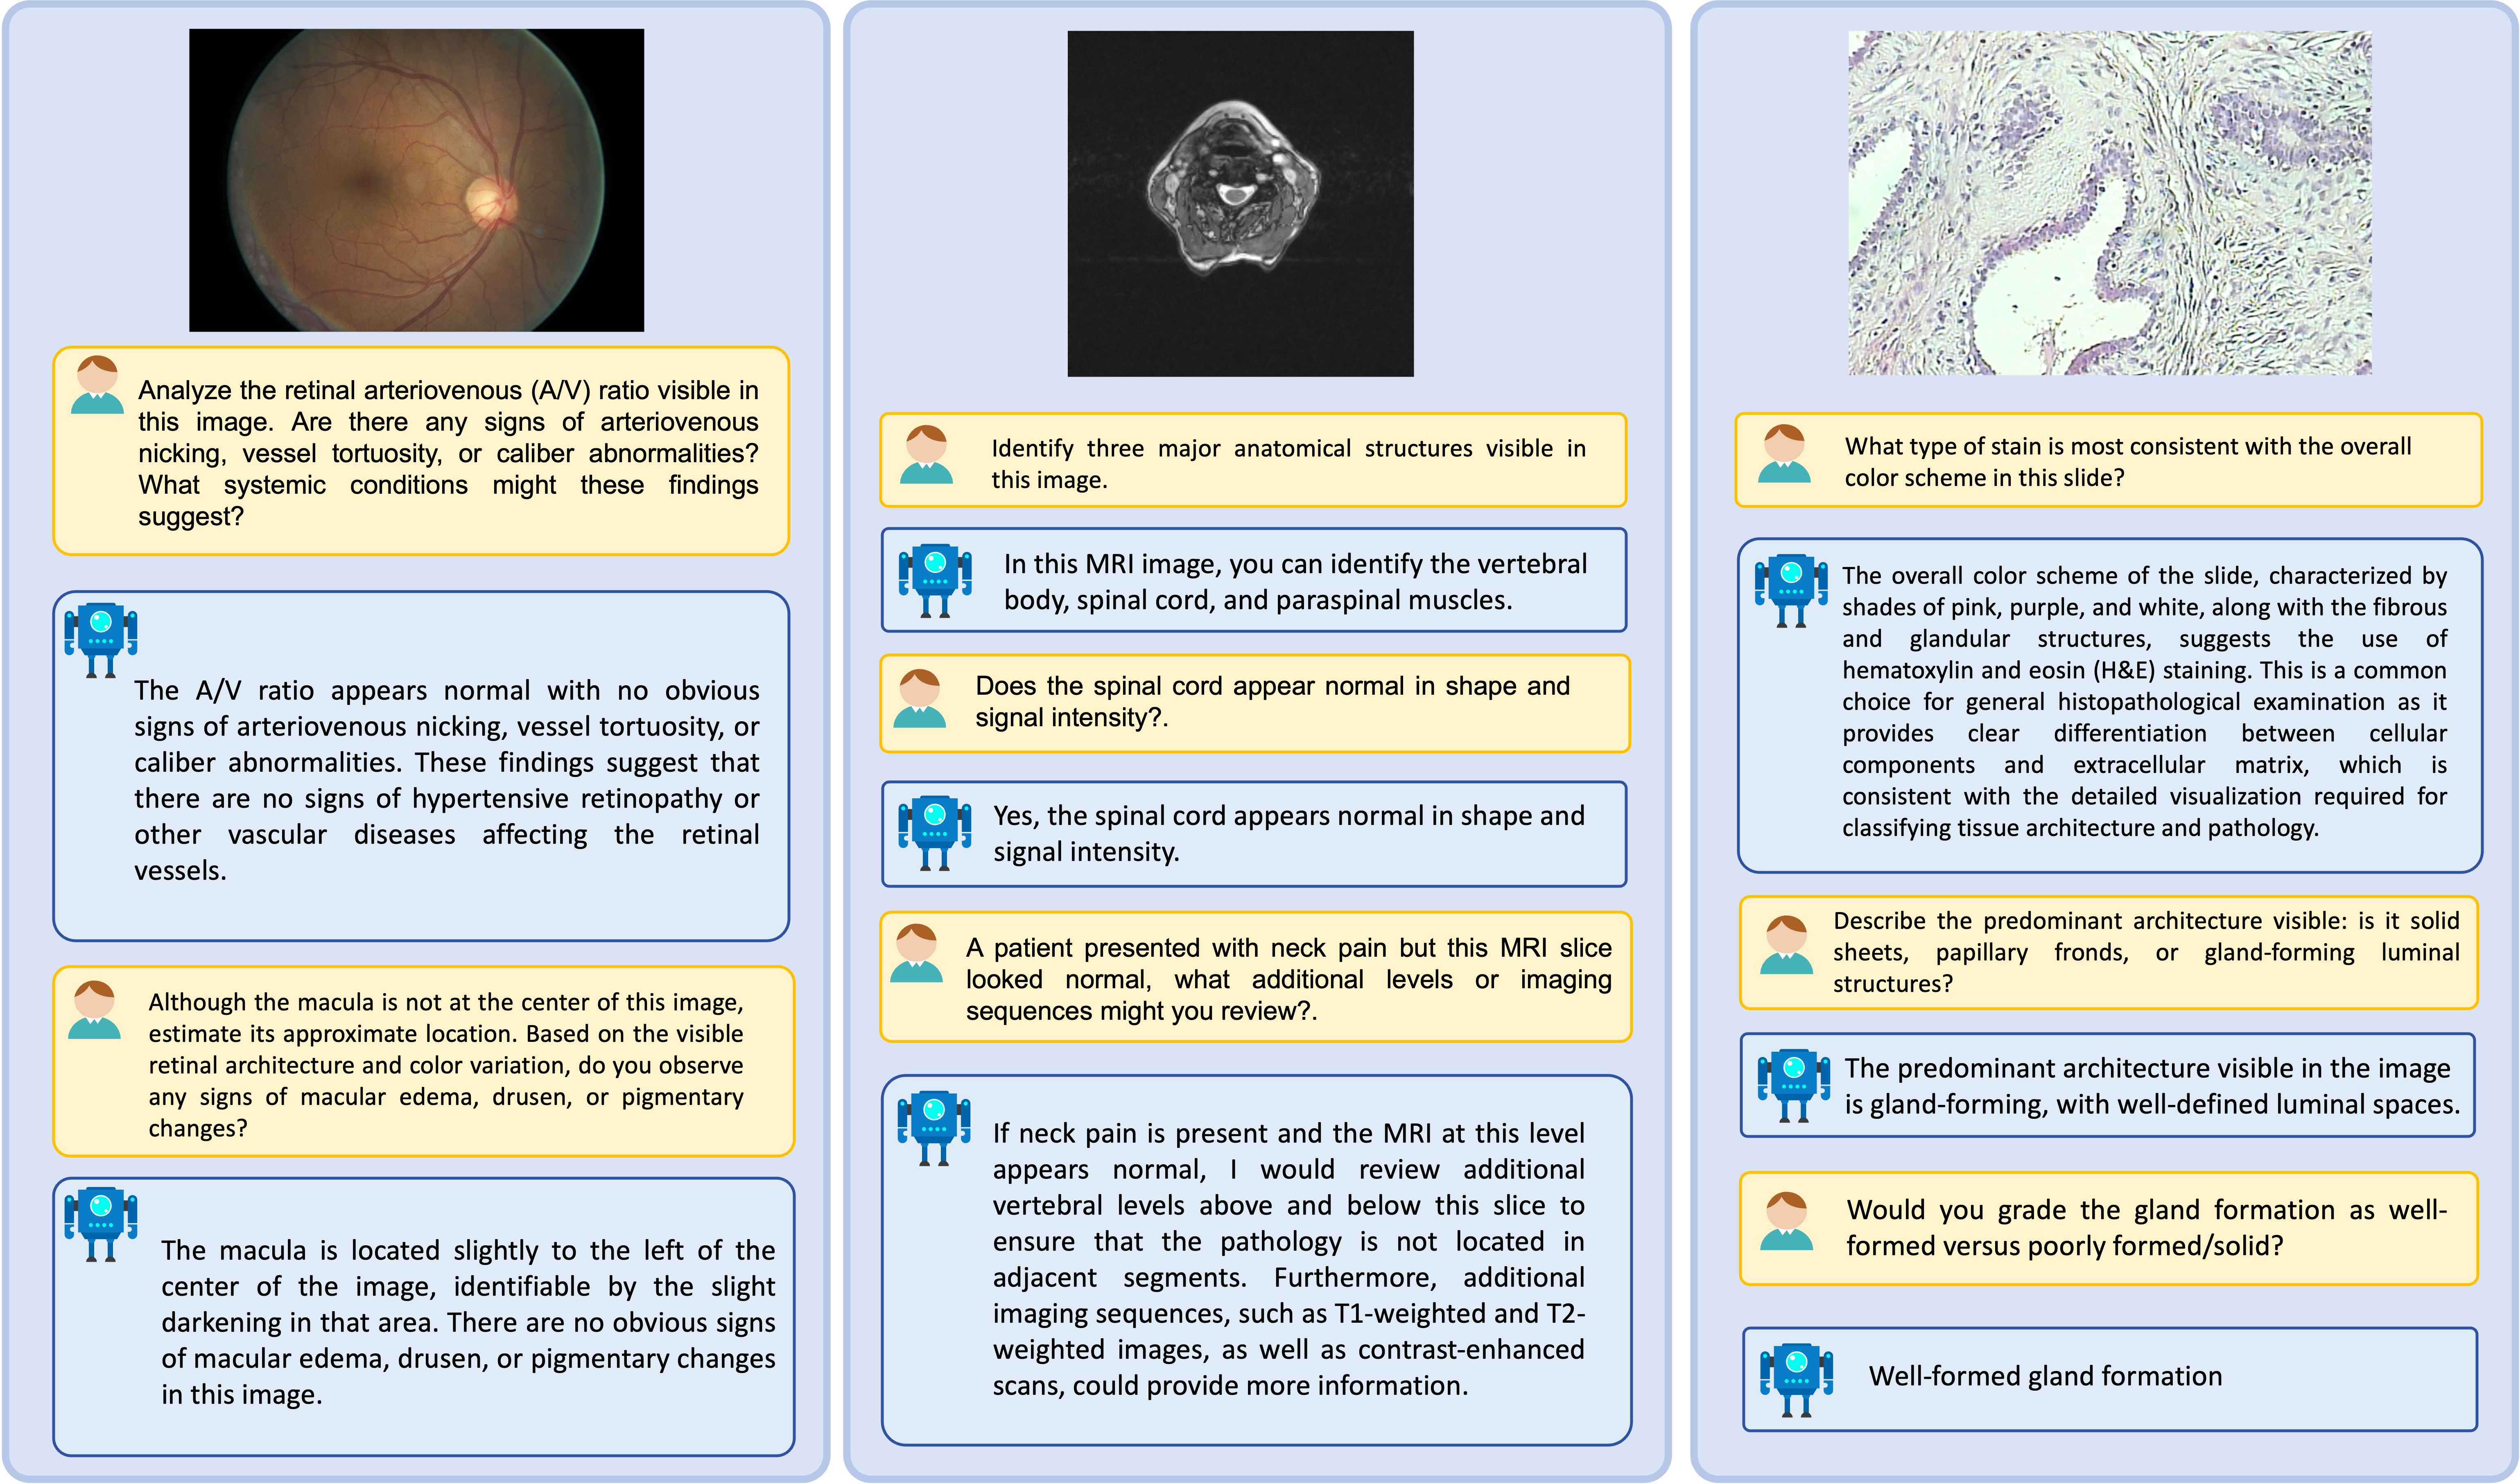 Analyze the retinal arteriovenous (A/V) ratio visible in
this image. Are there any signs of arteriovenous
nicking, vessel tortuosity, or caliber abnormalities?
What systemic conditions might these findings
suggest?
The A/V ratio appears normal with no obvious
signs of arteriovenous nicking, vessel tortuosity, or
caliber abnormalities. These findings suggest that
there are no signs of hypertensive retinopathy or
other vascular diseases affecting the retinal
vessels.
Although the macula is not at the center of this image,
estimate its approximate location. Based on the visible
retinal architecture and color variation, do you observe
any signs of macular edema, drusen, or pigmentary
changes?
The macula is located slightly to the left of the
center of the image, identifiable by the slight
darkening in that area. There are no obvious signs
of macular edema, drusen, or pigmentary changes
in this image.
Identify three major anatomical structures visible in
this image.
In this MRI image, you can identify the vertebral
body, spinal cord, and paraspinal muscles.
Does the spinal cord appear normal in shape and
signal intensity?.
Yes, the spinal cord appears normal in shape and
signal intensity.
A patient presented with neck pain but this MRI slice
looked normal, what additional levels or imaging
sequences might you review?.
If neck pain is present and the MRI at this level
appears normal, I would review additional
vertebral levels above and below this slice to
ensure that the pathology is not located in
adjacent segments. Furthermore, additional
imaging sequences, such as T1-weighted and T2-
weighted images, as well as contrast-enhanced
scans, could provide more information.
What type of stain is most consistent with the overall
color scheme in this slide?
The overall color scheme of the slide, characterized by
shades of pink, purple, and white, along with the fibrous
and glandular structures, suggests the use of
hematoxylin and eosin (H&E) staining. This is a common
choice for general histopathological examination as it
provides clear differentiation between cellular
components and extracellular matrix, which is
consistent with the detailed visualization required for
classifying tissue architecture and pathology.
Describe the predominant architecture visible: is it solid
sheets, papillary fronds, or gland-forming luminal
structures?
The predominant architecture visible in the image
is gland-forming, with well-defined luminal spaces.
Would you grade the gland formation as well-
formed versus poorly formed/solid?
Well-formed gland formation